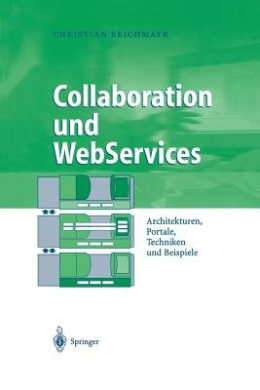 CHRISTIAN REICHMAYR
Collaboration
und
WebServices
Architekturen,
Portale,
Techniken
und Beispiele
Springer